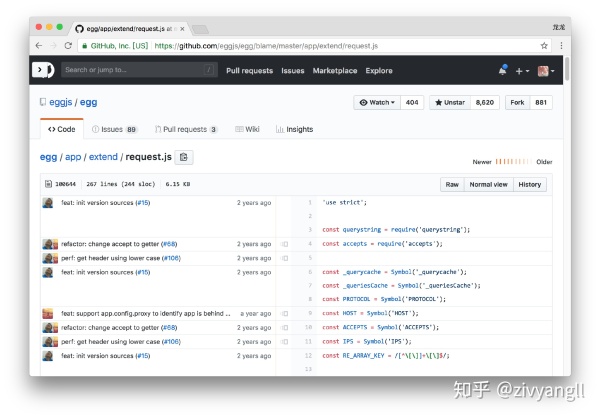 egg/app/extend/request.js at
龙龙
GitHub, Inc. [US] https://github.com/eggjs/egg/blame/master/app/extend/request.js
Search or jump to... / Pull requests Issues Marketplace Explore
eggjs / egg Watch 404 Unstar 8,620 Fork 881
Code Issues 89 Pull requests 3 Wiki Insights
egg / app / extend / request.js Newer Older
100644 267 lines (244 sloc) 6.15 KB Raw Normal view History
feat: init version sources (#15) 2 years ago 1 'use strict';
2
3 const querystring = require('querystring');
refactor: change accept to getter (#68) 2 years ago 4 const accepts = require('accepts');
perf: get header using lower case (#106) 2 years ago 5
feat: init version sources (#15) 2 years ago 6 const _querycache = Symbol('_querycache');
7 const _queriesCache = Symbol('_queriesCache');
8 const PROTOCOL = Symbol('PROTOCOL');
feat: support app.config.proxy to identify app is behind ... a year ago 9 const HOST = Symbol('HOST');
refactor: change accept to getter (#68) 2 years ago 10 const ACCEPTS = Symbol('ACCEPTS');
perf: get header using lower case (#106) 2 years ago 11 const IPS = Symbol('IPS');
feat: init version sources (#15) 2 years ago 12 const RE_ARRAY_KEY = /[^\[\]]+\[\]$/;
13
知乎 @zivyangll